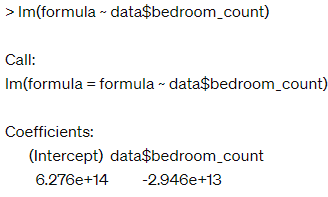 > lm(formula ~ data$bedroom_count)
Call:
lm(formula = formula ~ data$bedroom_count)
Coefficients:
(Intercept) data$bedroom_count
6.276e+14 -2.946e+13